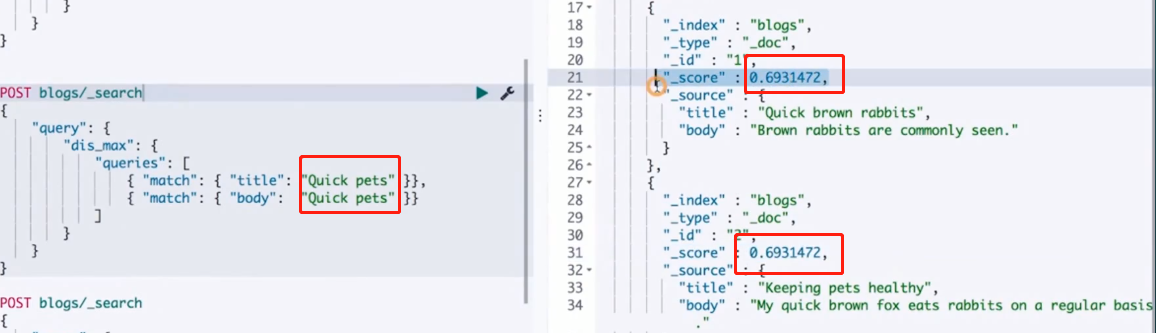 }
}
}
POST blogs/_search
{
"query": {
"dis_max": {
"queries": [
{ "match": { "title": "Quick pets" }},
{ "match": { "body": "Quick pets" }}
]
}
}
}
POST blogs/_search
{
17 {
18 "_index" : "blogs",
19 "_type" : "_doc",
20 "_id" : "1",
21 "_score" : 0.6931472,
22 "_source" : {
23 "title" : "Quick brown rabbits",
24 "body" : "Brown rabbits are commonly seen."
25 }
26 },
27 {
28 "_index" : "blogs",
29 "_type" : "_doc",
30 "_id" : "2",
31 "_score" : 0.6931472,
32 "_source" : {
33 "title" : "Keeping pets healthy",
34 "body" : "My quick brown fox eats rabbits on a regular basis
."